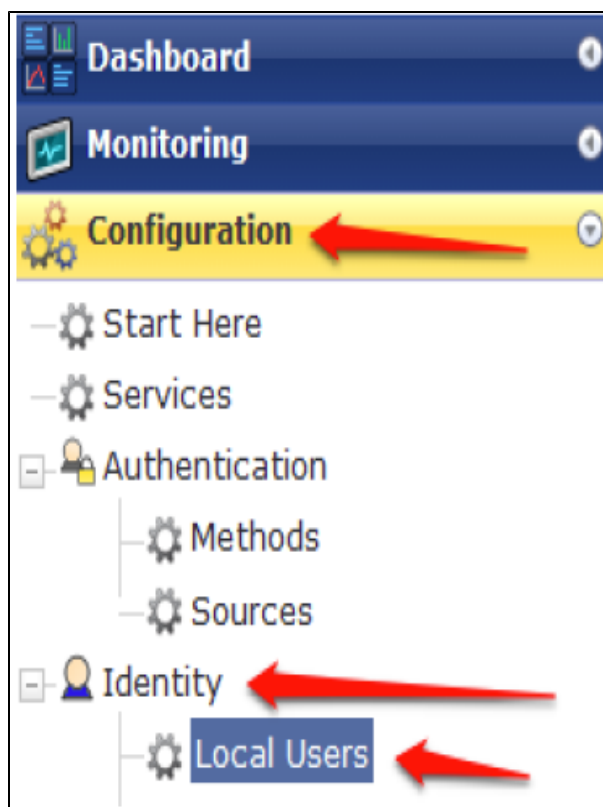 Dashboard
Monitoring
Configuration
Start Here
Services
Authentication
Methods
Sources
Identity
Local Users